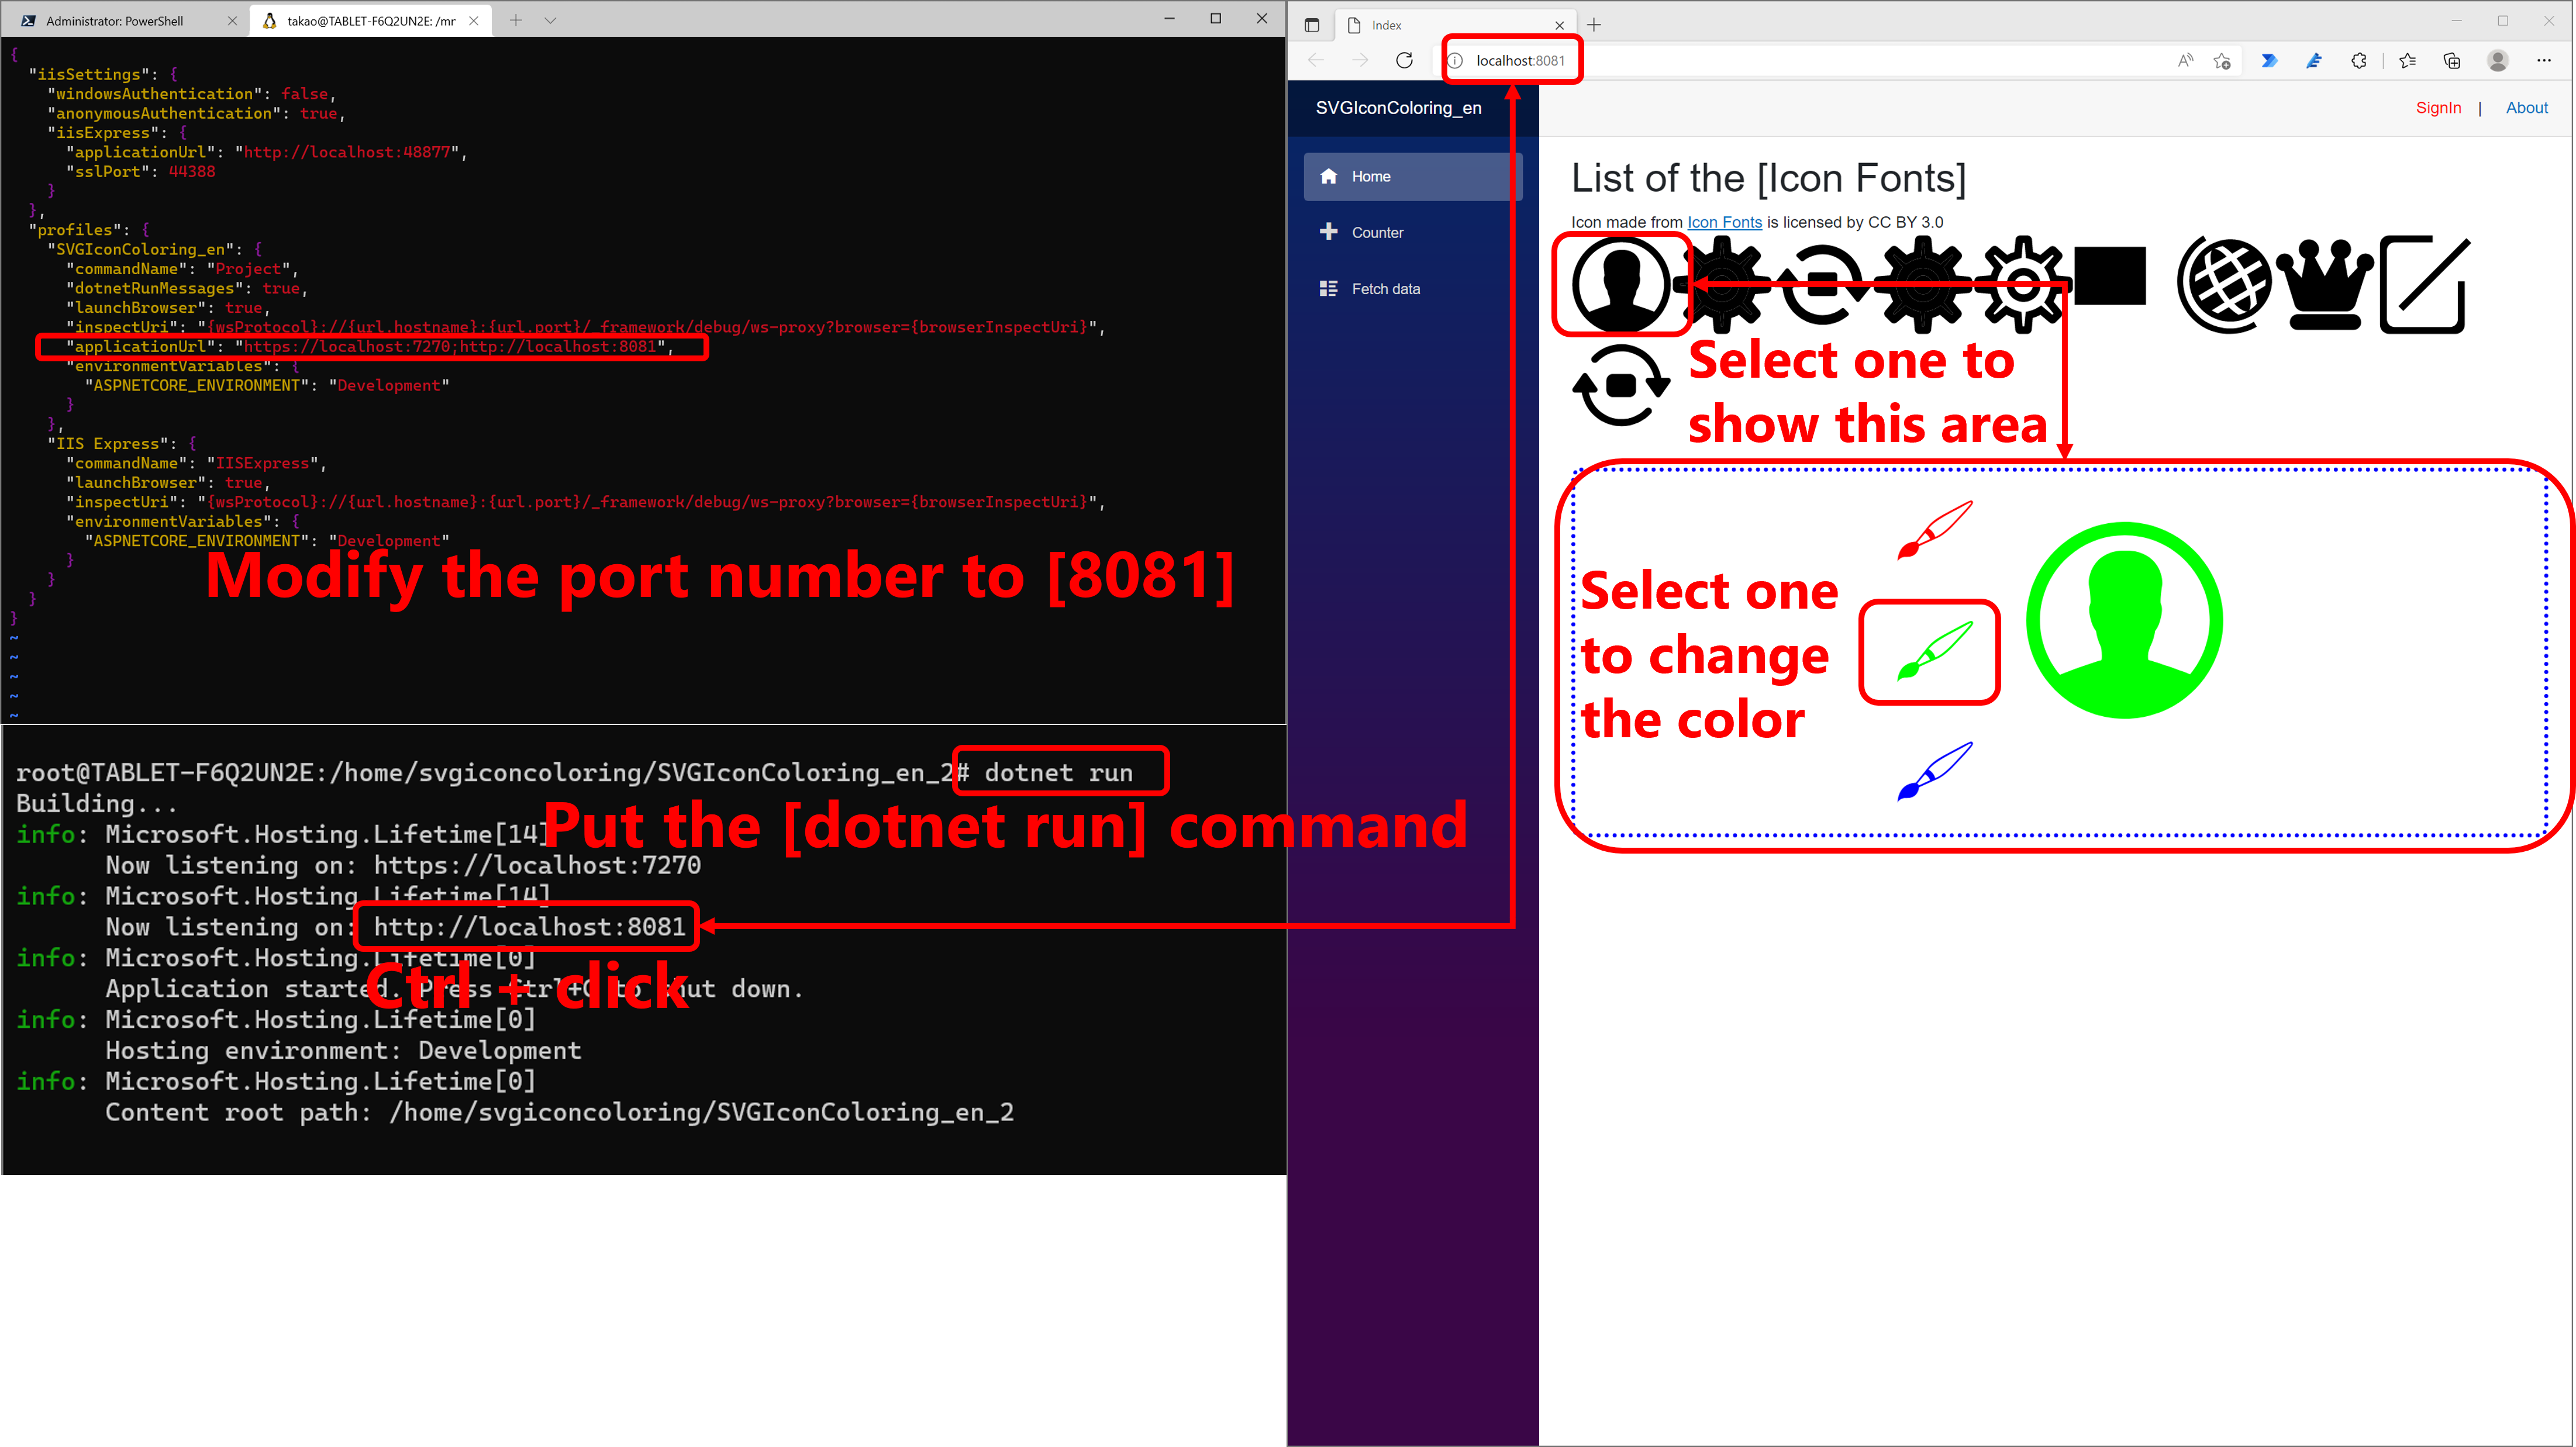 Administrator: PowerShell
takao@TABLET-F6Q2UN2E: /mr
{
"iisSettings": {
"windowsAuthentication": false,
"anonymousAuthentication": true,
"iisExpress": {
"applicationUrl": "http://localhost:48877",
"sslPort": 44388
}
},
"profiles": {
"SVGIconColoring_en": {
"commandName": "Project",
"dotnetRunMessages": true,
"launchBrowser": true,
"inspectUri": "{wsProtocol}://{url.hostname}:{url.port}/_framework/debug/ws-proxy?browser={browserInspectUri}",
"applicationUrl": "https://localhost:7270;http://localhost:8081",
"environmentVariables": {
"ASPNETCORE_ENVIRONMENT": "Development"
}
},
"IIS Express": {
"commandName": "IISExpress",
"launchBrowser": true,
"inspectUri": "{wsProtocol}://{url.hostname}:{url.port}/_framework/debug/ws-proxy?browser={browserInspectUri}",
"environmentVariables": {
"ASPNETCORE_ENVIRONMENT": "Development"
}
}
}
}
~
~
~
~
~
Modify the port number to [8081]
root@TABLET-F6Q2UN2E:/home/svgiconcoloring/SVGIconColoring_en_2# dotnet run
Building...
Put the [dotnet run] command
info: Microsoft.Hosting.Lifetime[14]
Now listening on: https://localhost:7270
info: Microsoft.Hosting.Lifetime[14]
Now listening on: http://localhost:8081
info: Microsoft.Hosting.Lifetime[0]
Ctrl + click
Application started. Press Ctrl+C to shut down.
info: Microsoft.Hosting.Lifetime[0]
Hosting environment: Development
info: Microsoft.Hosting.Lifetime[0]
Content root path: /home/svgiconcoloring/SVGIconColoring_en_2
Index
localhost:8081
SVGIconColoring_en
Home
Counter
Fetch data
SignIn | About
List of the [Icon Fonts]
Icon made from Icon Fonts is licensed by CC BY 3.0
Select one to
show this area
Select one
to change
the color